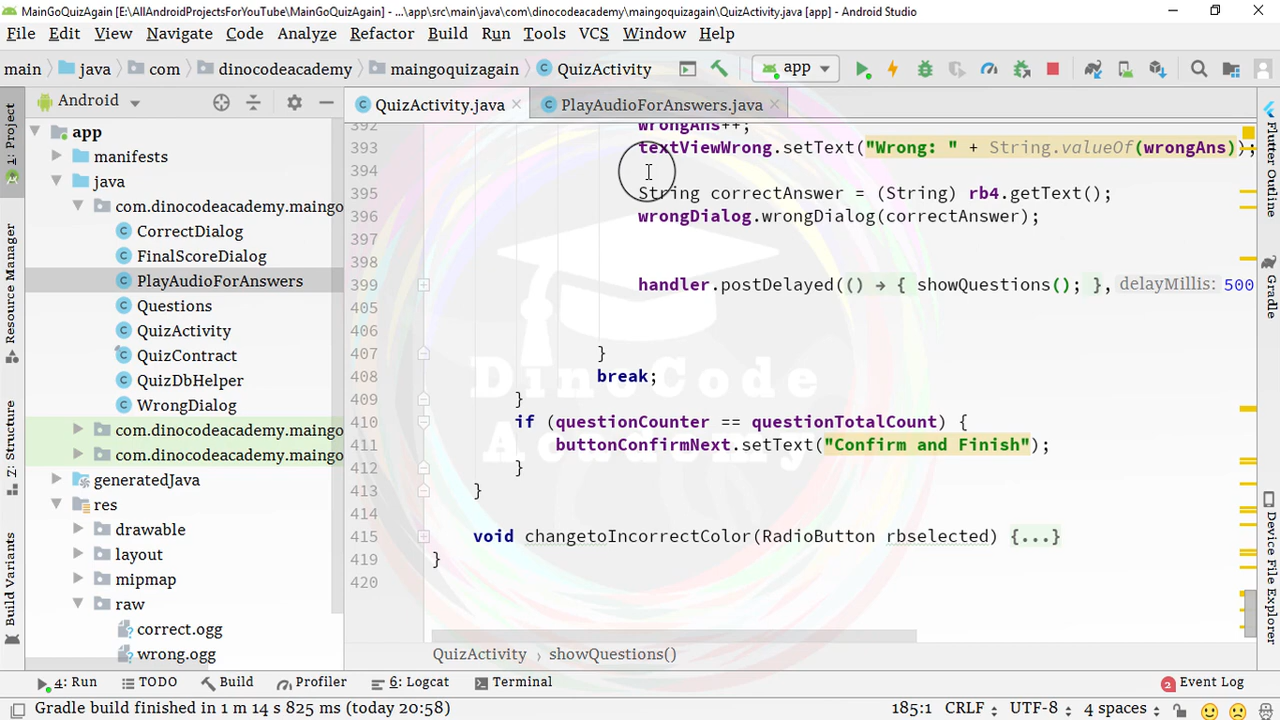 MainGoQuizAgain [E:\AllAndroidProjectsForYouTube\MainGoQuizAgain] - ...\app\src\main\java\com\dinocodeacademy\maingoquizagain\QuizActivity.java [app] - Android Studio
File Edit View Navigate Code Analyze Refactor Build Run Tools VCS Window Help
main java com dinocodeacademy maingoquizagain QuizActivity app
Android QuizActivity.java PlayAudioForAnswers.java
1: Project
Resource Manager
Z: Structure
Build Variants
app
manifests
java
com.dinocodeacademy.maingo
CorrectDialog
FinalScoreDialog
PlayAudioForAnswers
Questions
QuizActivity
QuizContract
QuizDbHelper
WrongDialog
com.dinocodeacademy.maingo
com.dinocodeacademy.maingo
generatedJava
res
drawable
layout
mipmap
raw
correct.ogg
wrong.ogg
392 wrongAns++;
393 textViewWrong.setText("Wrong: " + String.valueOf(wrongAns));
394
395 String correctAnswer = (String) rb4.getText();
396 wrongDialog.wrongDialog(correctAnswer);
397
398
399 handler.postDelayed(() → { showQuestions(); }, delayMillis: 500
405
406
407 }
408 break;
409 }
410 if (questionCounter == questionTotalCount) {
411 buttonConfirmNext.setText("Confirm and Finish");
412 }
413 }
414
415 void changetoIncorrectColor(RadioButton rbselected) {...}
419 }
420
DinoCode
Academy
QuizActivity › showQuestions()
Flutter Outline
Gradle
Device File Explorer
4: Run TODO Build Profiler 6: Logcat Terminal 2 Event Log
Gradle build finished in 1 m 14 s 825 ms (today 20:58) 185:1 CRLF UTF-8 4 spaces